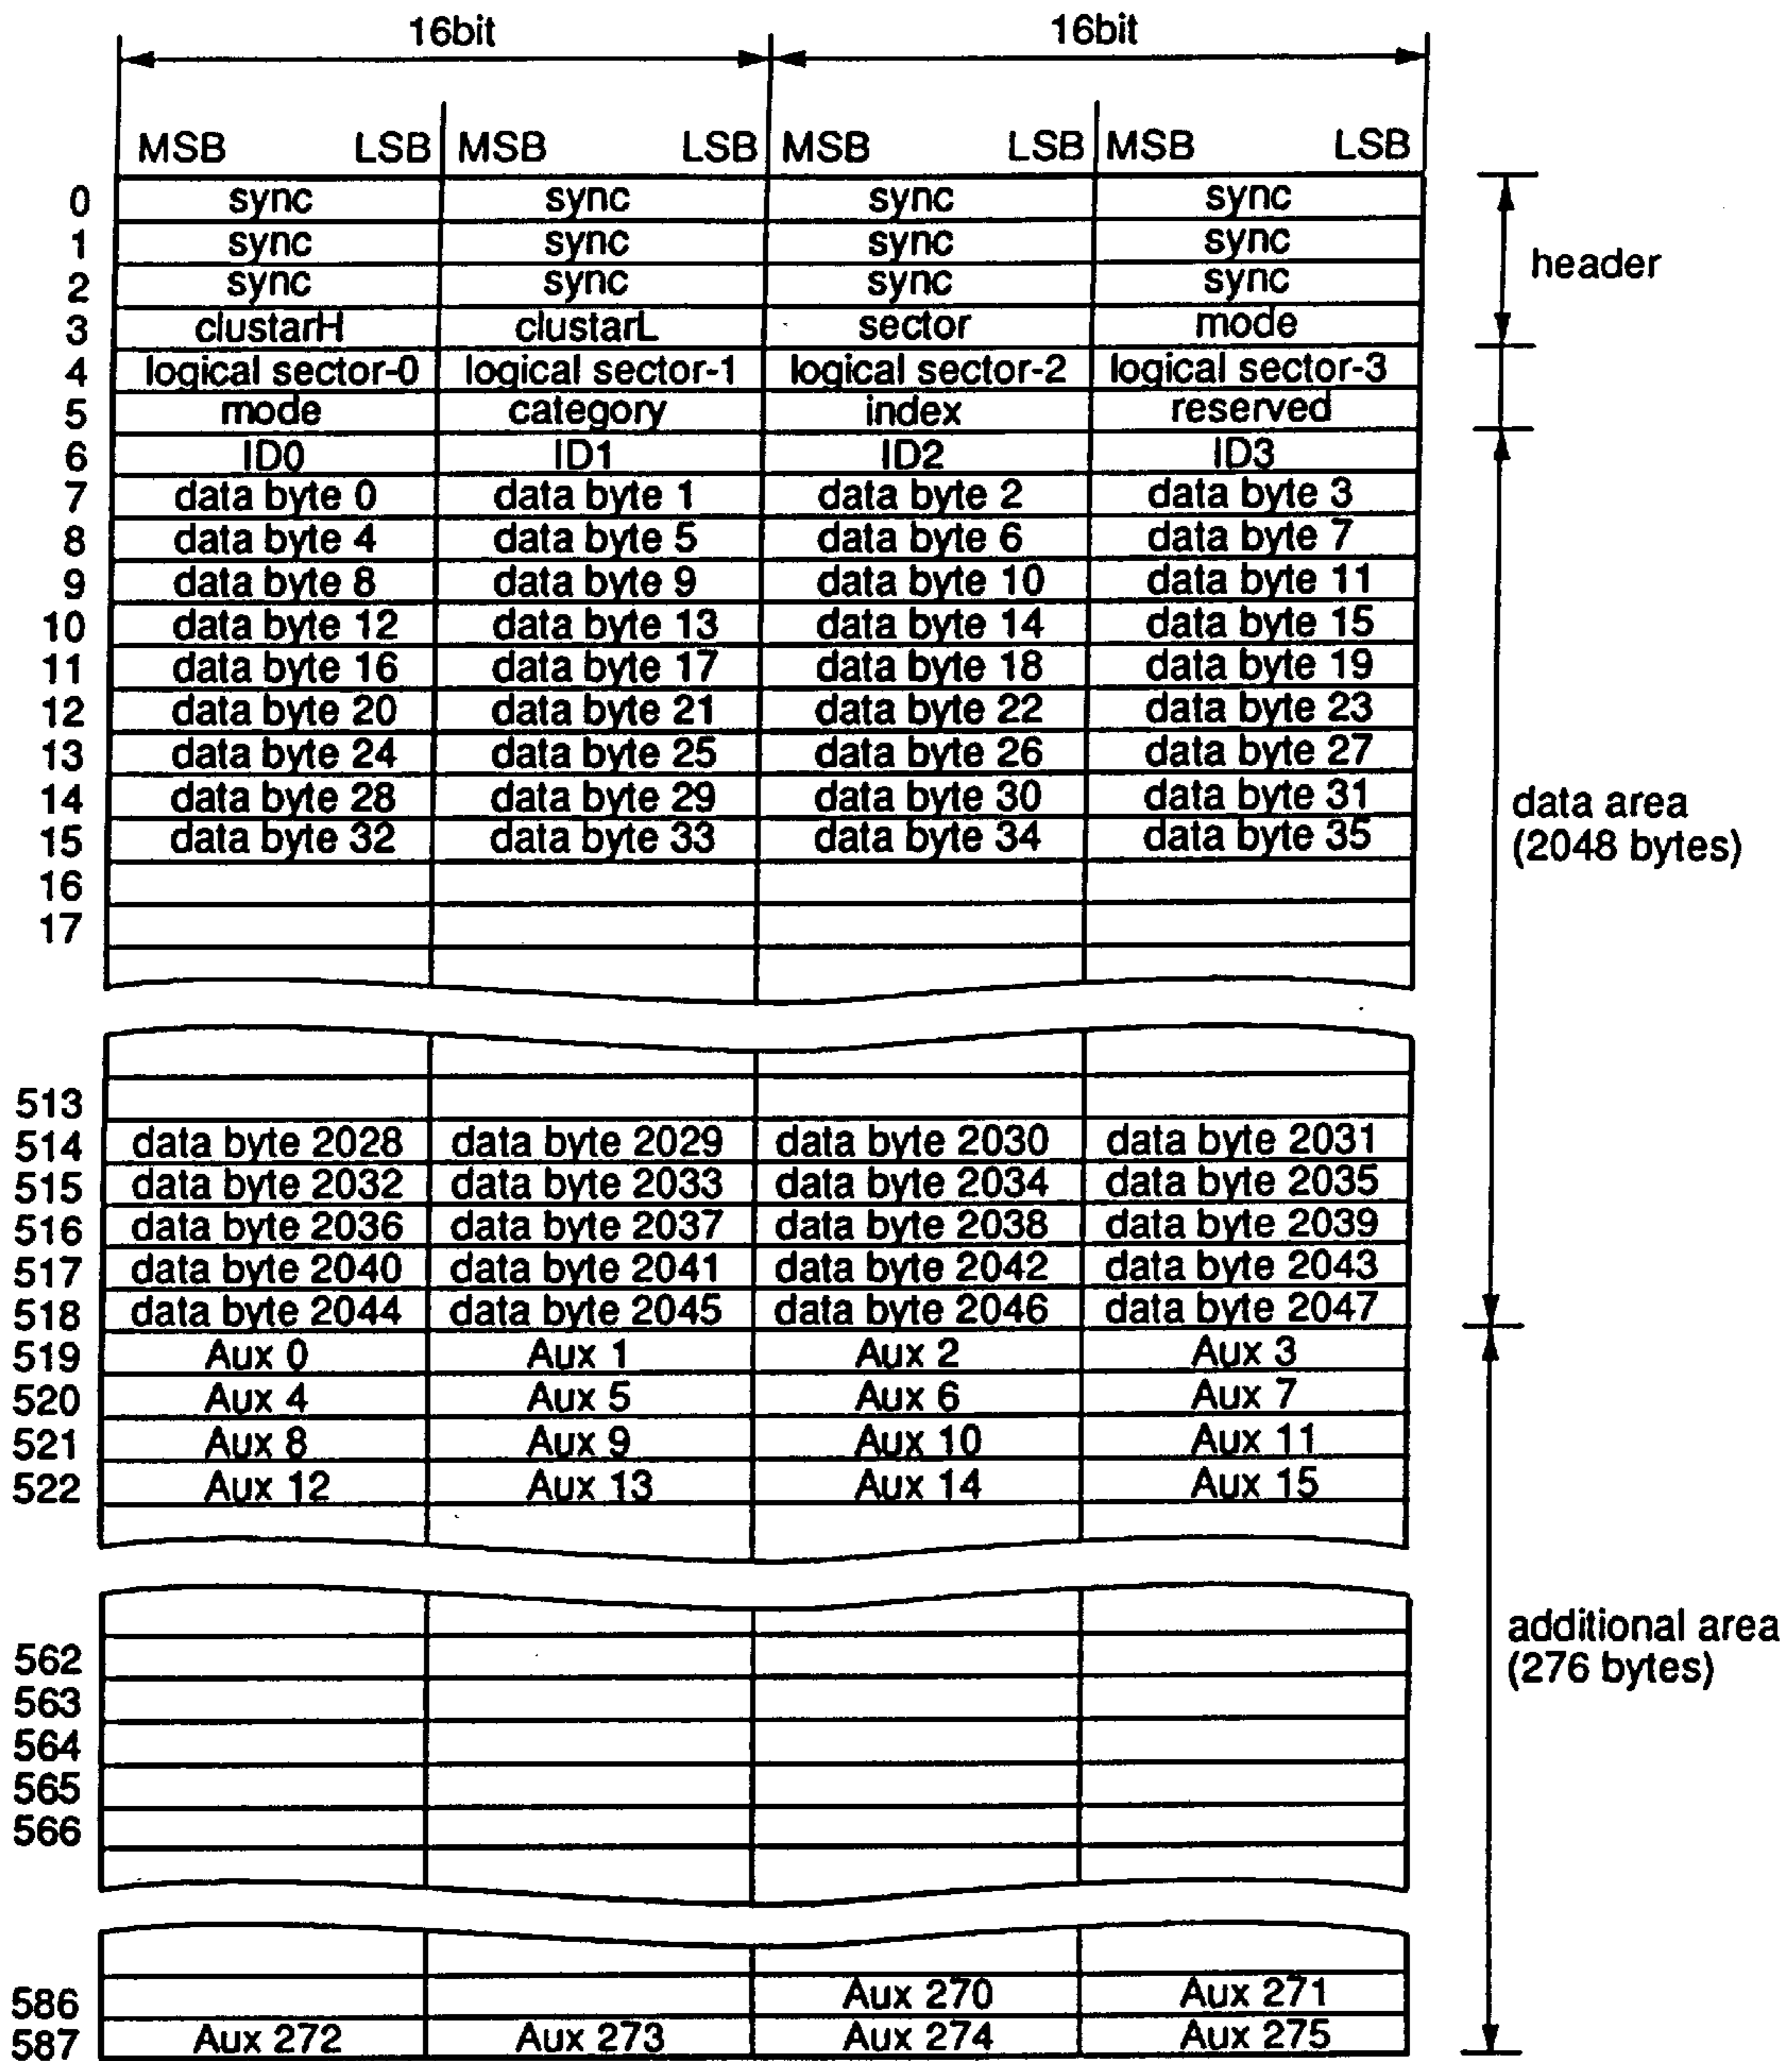 16bit 16bit
MSB LSB MSB LSB MSB LSB MSB LSB
0 sync sync sync sync
1 sync sync sync sync
2 sync sync sync sync
header
3 clustarH clustarL sector mode
4 logical sector-0 logical sector-1 logical sector-2 logical sector-3
5 mode category index reserved
6 ID0 ID1 ID2 ID3
7 data byte 0 data byte 1 data byte 2 data byte 3
8 data byte 4 data byte 5 data byte 6 data byte 7
9 data byte 8 data byte 9 data byte 10 data byte 11
10 data byte 12 data byte 13 data byte 14 data byte 15
11 data byte 16 data byte 17 data byte 18 data byte 19
12 data byte 20 data byte 21 data byte 22 data byte 23
13 data byte 24 data byte 25 data byte 26 data byte 27
14 data byte 28 data byte 29 data byte 30 data byte 31
15 data byte 32 data byte 33 data byte 34 data byte 35
data area
(2048 bytes)
16
17
513
514 data byte 2028 data byte 2029 data byte 2030 data byte 2031
515 data byte 2032 data byte 2033 data byte 2034 data byte 2035
516 data byte 2036 data byte 2037 data byte 2038 data byte 2039
517 data byte 2040 data byte 2041 data byte 2042 data byte 2043
518 data byte 2044 data byte 2045 data byte 2046 data byte 2047
519 Aux 0 Aux 1 Aux 2 Aux 3
520 Aux 4 Aux 5 Aux 6 Aux 7
521 Aux 8 Aux 9 Aux 10 Aux 11
522 Aux 12 Aux 13 Aux 14 Aux 15
additional area
(276 bytes)
562
563
564
565
566
586 Aux 270 Aux 271
587 Aux 272 Aux 273 Aux 274 Aux 275